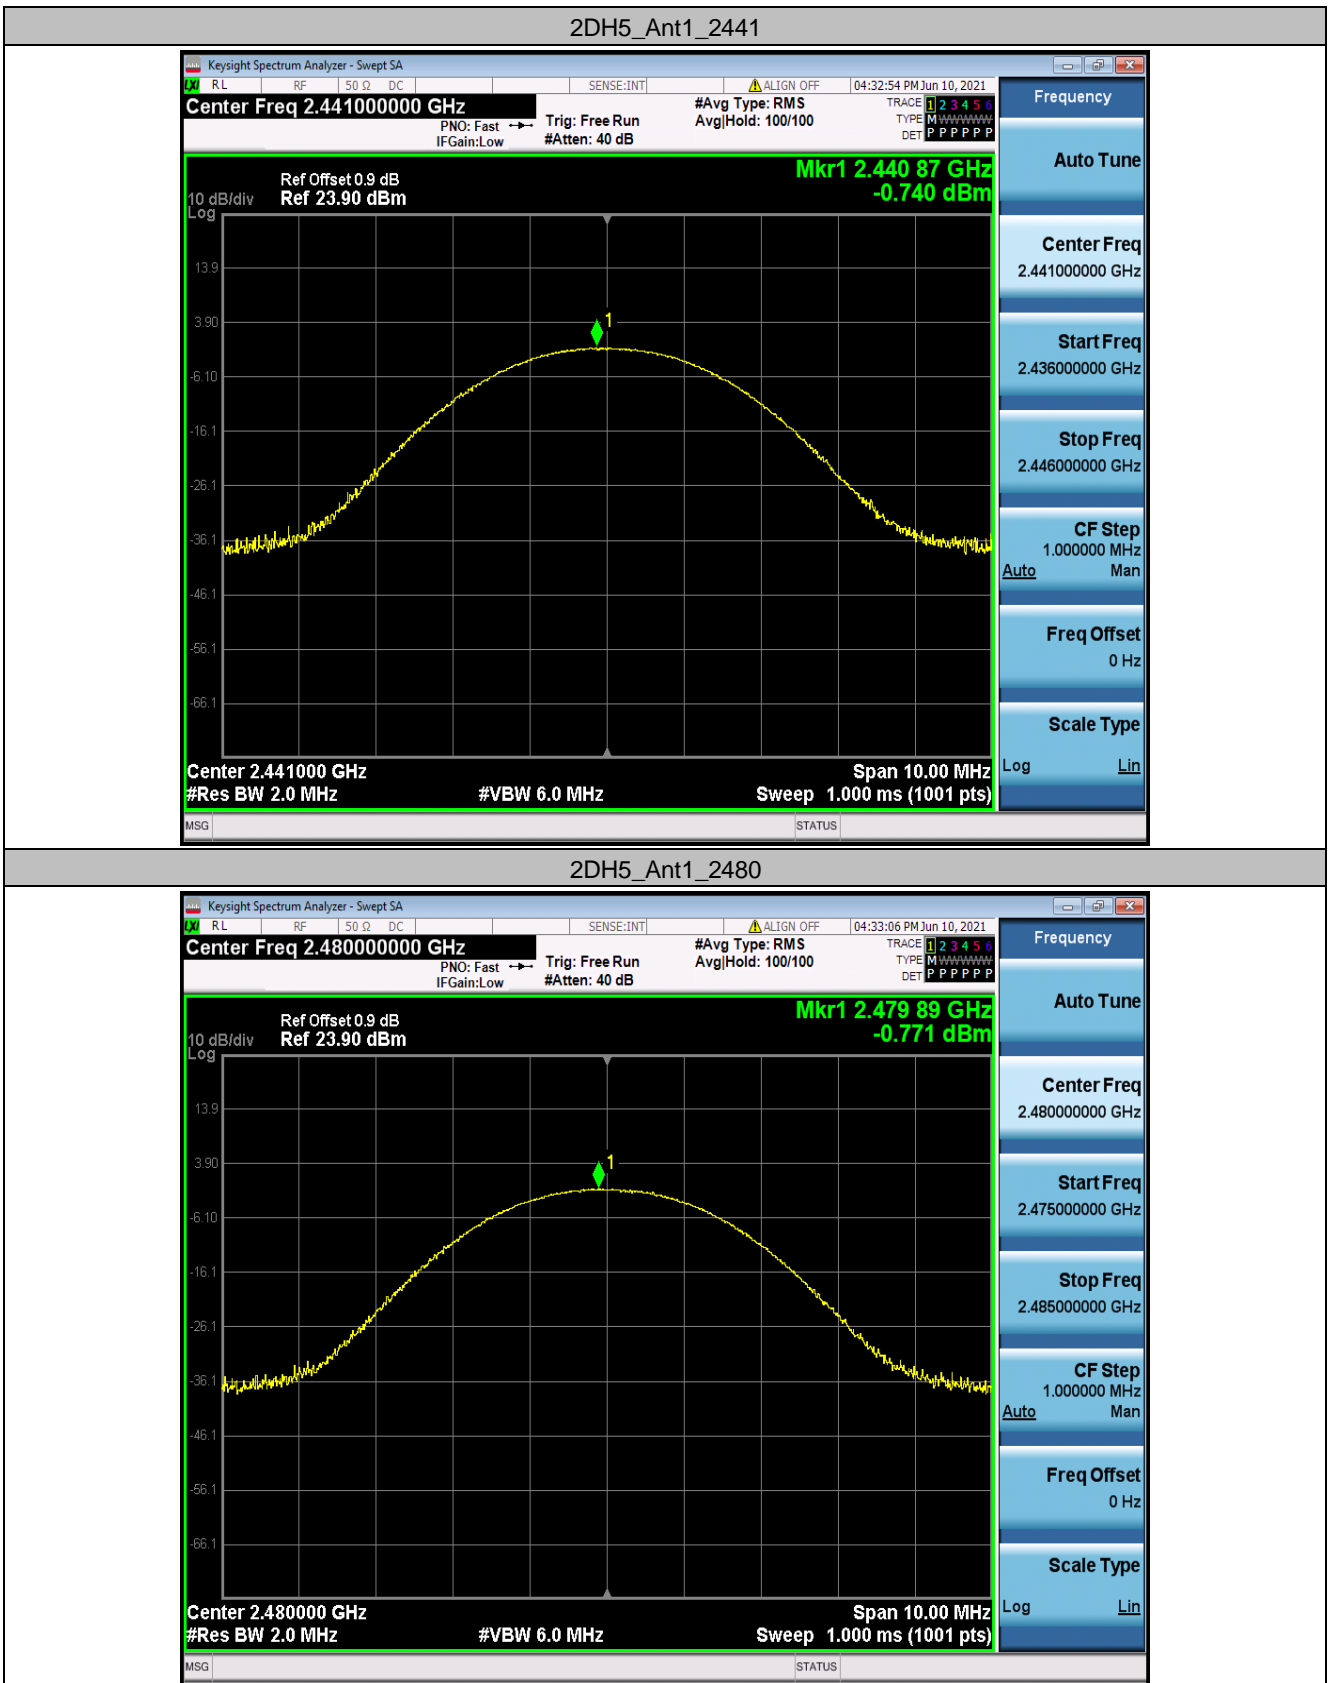 2DH5_Ant1_2441
Keysight Spectrum Analyzer - Swept SA
LXI RL RF 50 Ω DC SENSE:INT ALIGN OFF 04:32:54 PM Jun 10, 2021
Center Freq 2.441000000 GHz
PNO: Fast
IFGain:Low
Trig: Free Run
#Atten: 40 dB
#Avg Type: RMS
Avg|Hold: 100/100
TRACE 1 2 3 4 5 6
TYPE M WWWWW
DET P P P P P P
Mkr1 2.440 87 GHz
-0.740 dBm
Ref Offset 0.9 dB
10 dB/div Ref 23.90 dBm
Log
13.9
3.90
1
-6.10
-16.1
-26.1
-36.1
-46.1
-56.1
-66.1
Center 2.441000 GHz Span 10.00 MHz
#Res BW 2.0 MHz #VBW 6.0 MHz Sweep 1.000 ms (1001 pts)
MSG STATUS
Frequency
Auto Tune
Center Freq
2.441000000 GHz
Start Freq
2.436000000 GHz
Stop Freq
2.446000000 GHz
CF Step
1.000000 MHz
Auto Man
Freq Offset
0 Hz
Scale Type
Log Lin
2DH5_Ant1_2480
Keysight Spectrum Analyzer - Swept SA
LXI RL RF 50 Ω DC SENSE:INT ALIGN OFF 04:33:06 PM Jun 10, 2021
Center Freq 2.480000000 GHz
PNO: Fast
IFGain:Low
Trig: Free Run
#Atten: 40 dB
#Avg Type: RMS
Avg|Hold: 100/100
TRACE 1 2 3 4 5 6
TYPE M WWWWW
DET P P P P P P
Mkr1 2.479 89 GHz
-0.771 dBm
Ref Offset 0.9 dB
10 dB/div Ref 23.90 dBm
Log
13.9
3.90
1
-6.10
-16.1
-26.1
-36.1
-46.1
-56.1
-66.1
Center 2.480000 GHz Span 10.00 MHz
#Res BW 2.0 MHz #VBW 6.0 MHz Sweep 1.000 ms (1001 pts)
MSG STATUS
Frequency
Auto Tune
Center Freq
2.480000000 GHz
Start Freq
2.475000000 GHz
Stop Freq
2.485000000 GHz
CF Step
1.000000 MHz
Auto Man
Freq Offset
0 Hz
Scale Type
Log Lin